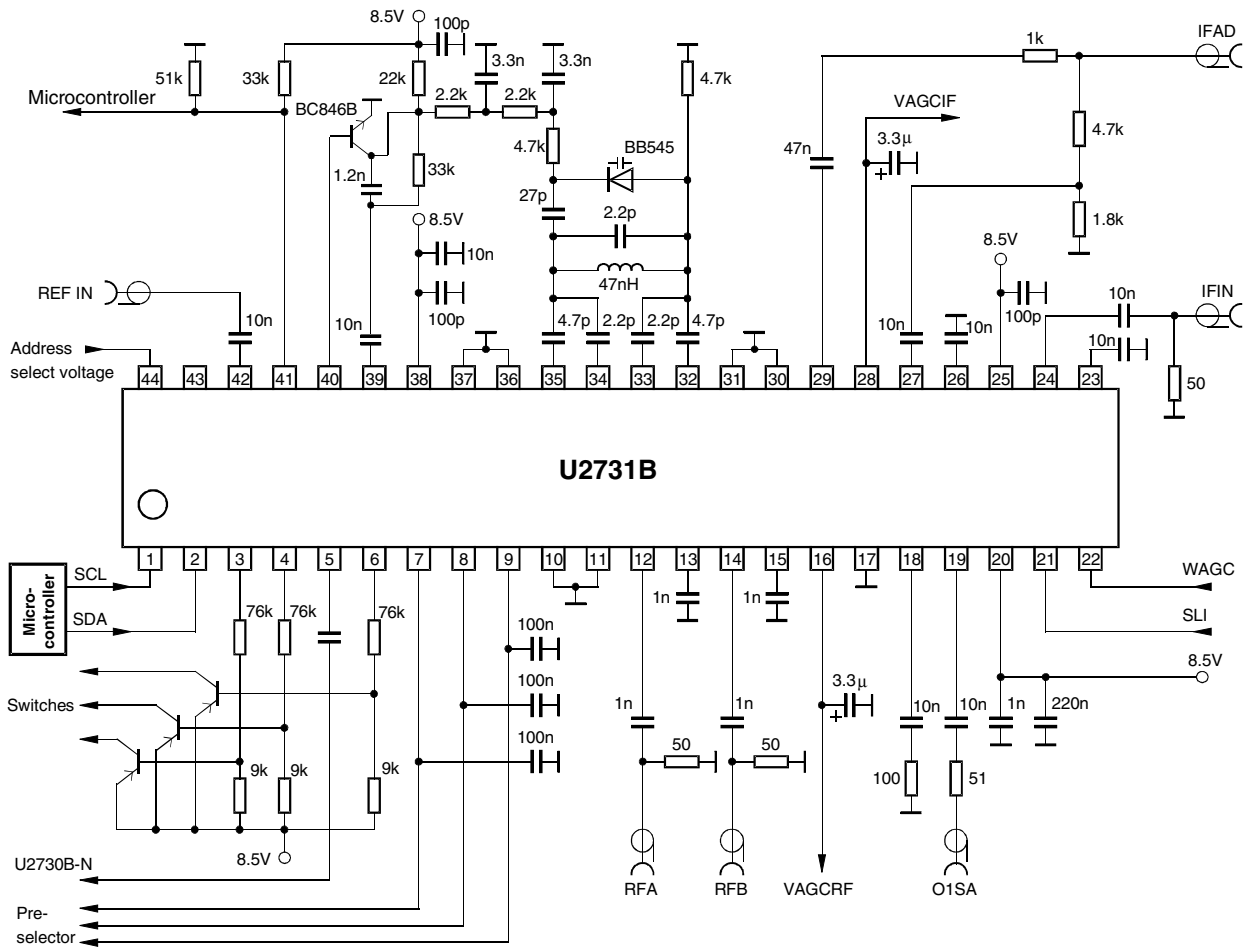 8.5V
100p
1k
IFAD
3.3n
3.3n
51k
33k
22k
4.7k
Microcontroller
BC846B
2.2k
2.2k
VAGCIF
4.7k
BB545
47n
3.3µ
+
4.7k
1.2n
33k
27p
2.2p
1.8k
8.5V
8.5V
10n
47nH
REF IN
10n
IFIN
100p
100p
10n
10n
4.7p
2.2p
2.2p
4.7p
10n
10n
10n
Address
select voltage
50
44
43
42
41
40
39
38
37
36
35
34
33
32
31
30
29
28
27
26
25
24
23
U2731B
1
2
3
4
5
6
7
8
9
10
11
12
13
14
15
16
17
18
19
20
21
22
Micro-
controller
SCL
SDA
WAGC
SLI
76k
76k
76k
1n
1n
100n
8.5V
100n
3.3µ
+
Switches
1n
1n
10n
10n
1n
220n
100n
50
50
9k
9k
9k
100
51
8.5V
U2730B-N
RFA
RFB
VAGCRF
O1SA
Pre-
selector